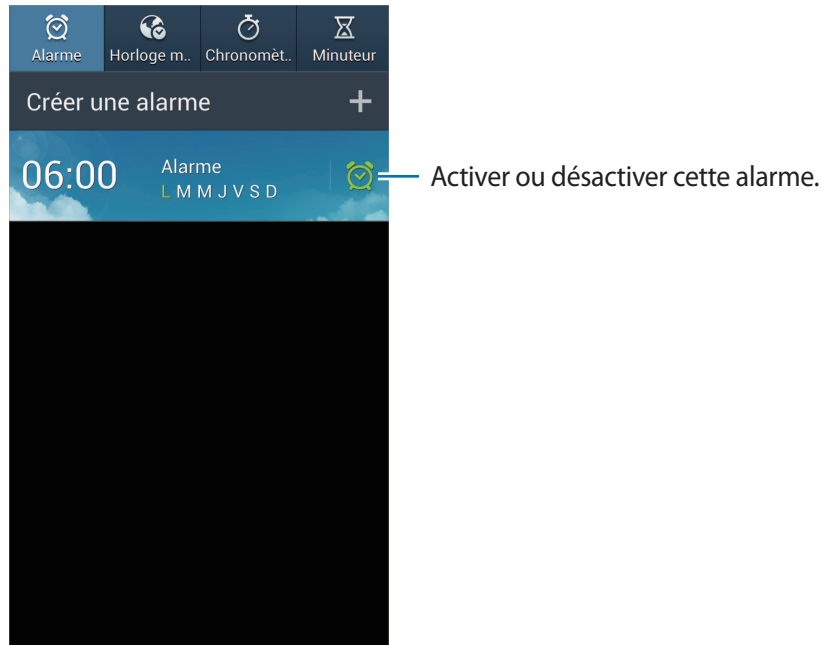 Alarme Horloge m.. Chronomèt.. Minuteur
Créer une alarme
06:00 Alarme
L M M J V S D
Activer ou désactiver cette alarme.